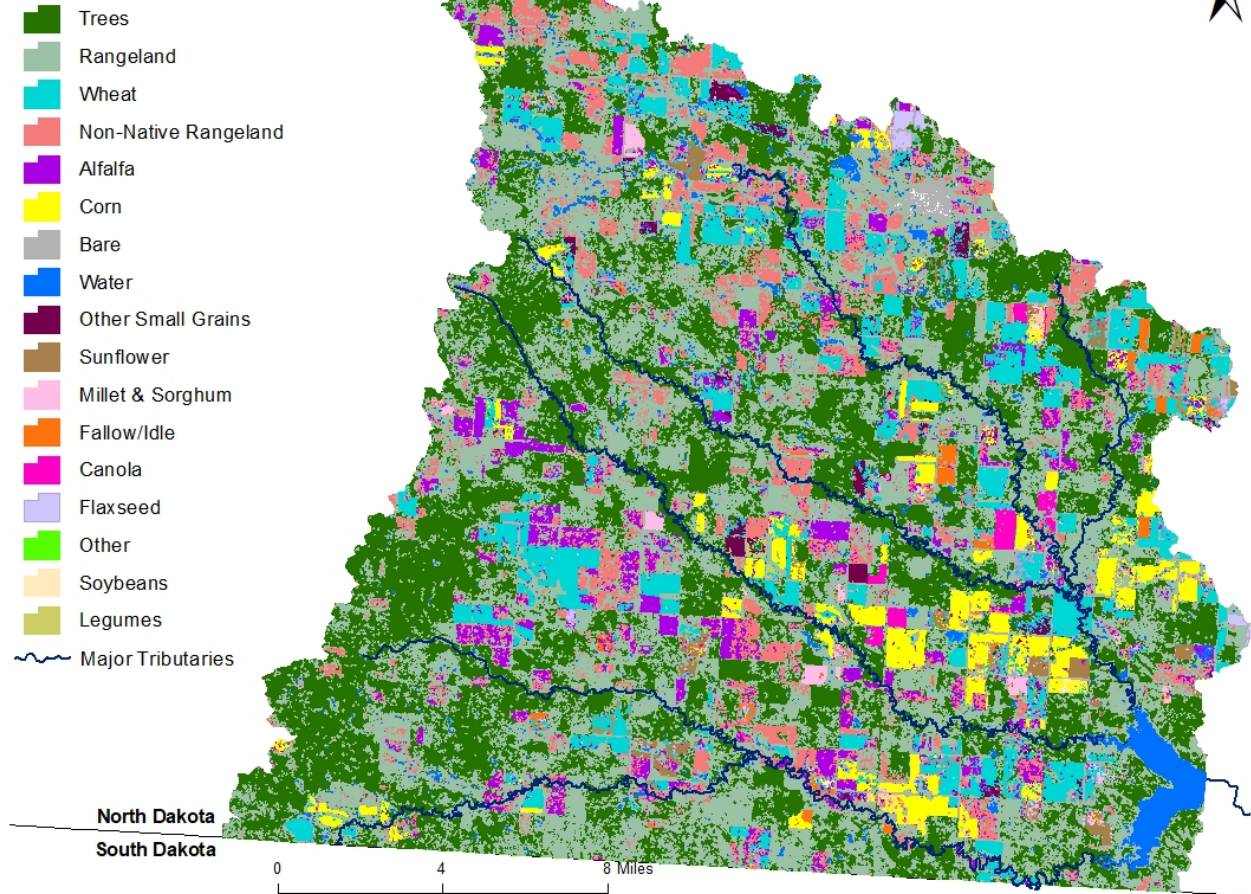 Trees
Rangeland
Wheat
Non-Native Rangeland
Alfalfa
Corn
Bare
Water
Other Small Grains
Sunflower
Millet & Sorghum
Fallow/Idle
Canola
Flaxseed
Other
Soybeans
Legumes
Major Tributaries
North Dakota
South Dakota
0 4 8 Miles